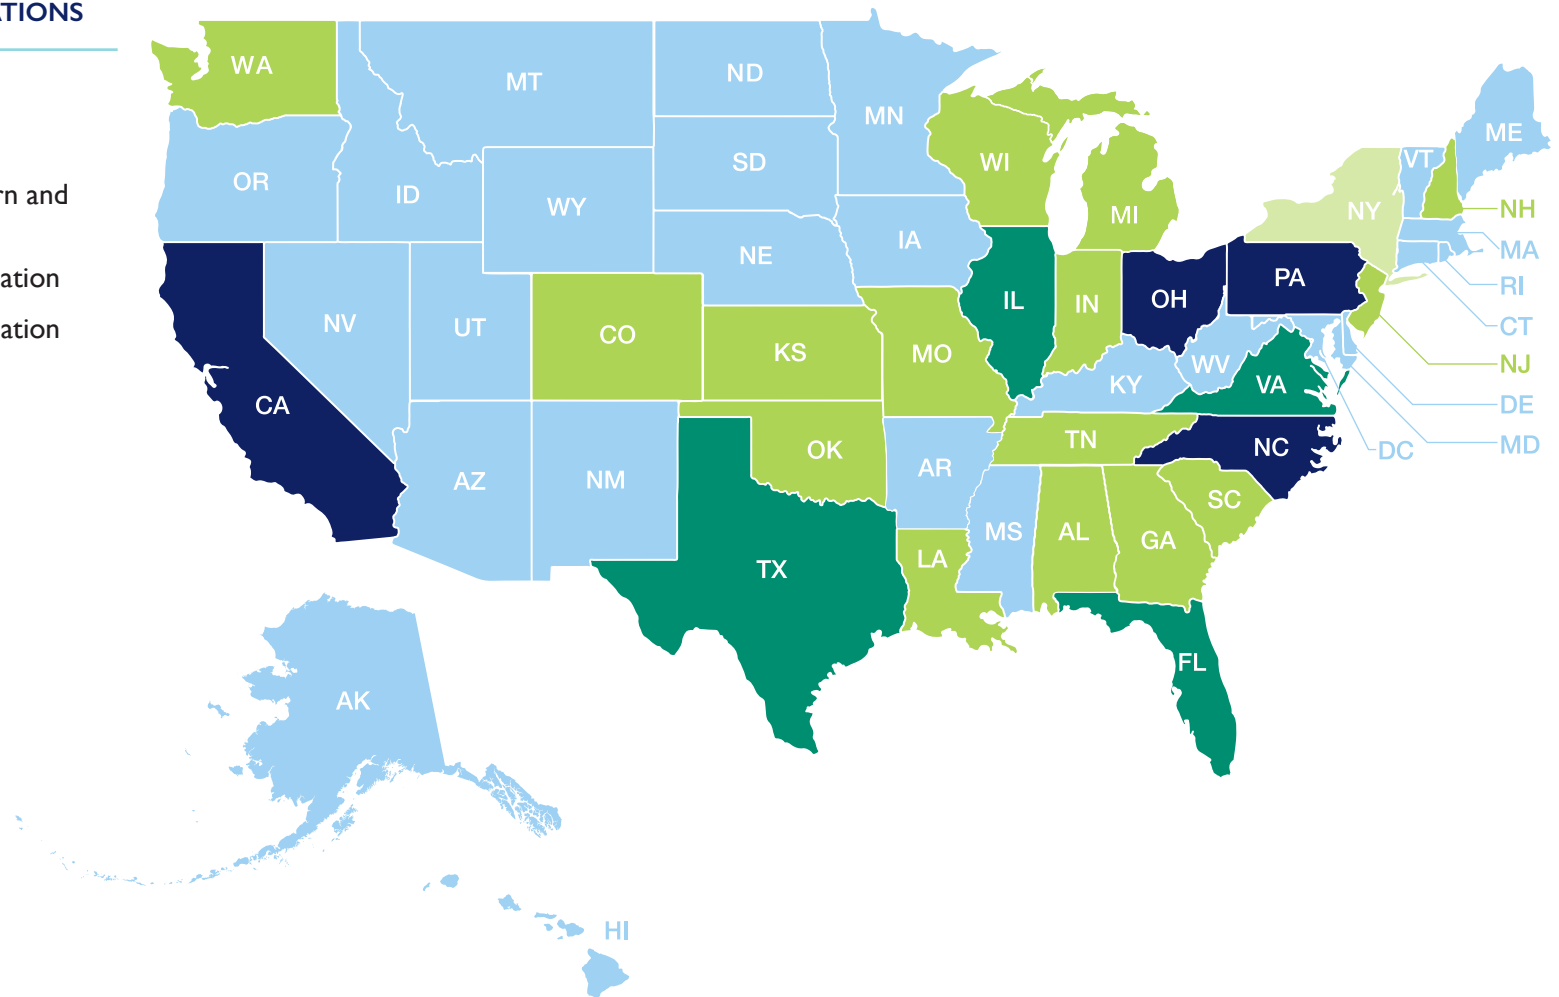 ATIONS
rn and
ation
ation
WA
MT
ND
MN
OR
ID
SD
WI
WY
MI
NE
IA
NV
UT
CO
KS
MO
IL
IN
OH
PA
NY
VT
ME
NH
MA
RI
CT
NJ
DE
MD
DC
CA
AZ
NM
OK
AR
TN
KY
WV
VA
NC
SC
TX
LA
MS
AL
GA
FL
AK
HI